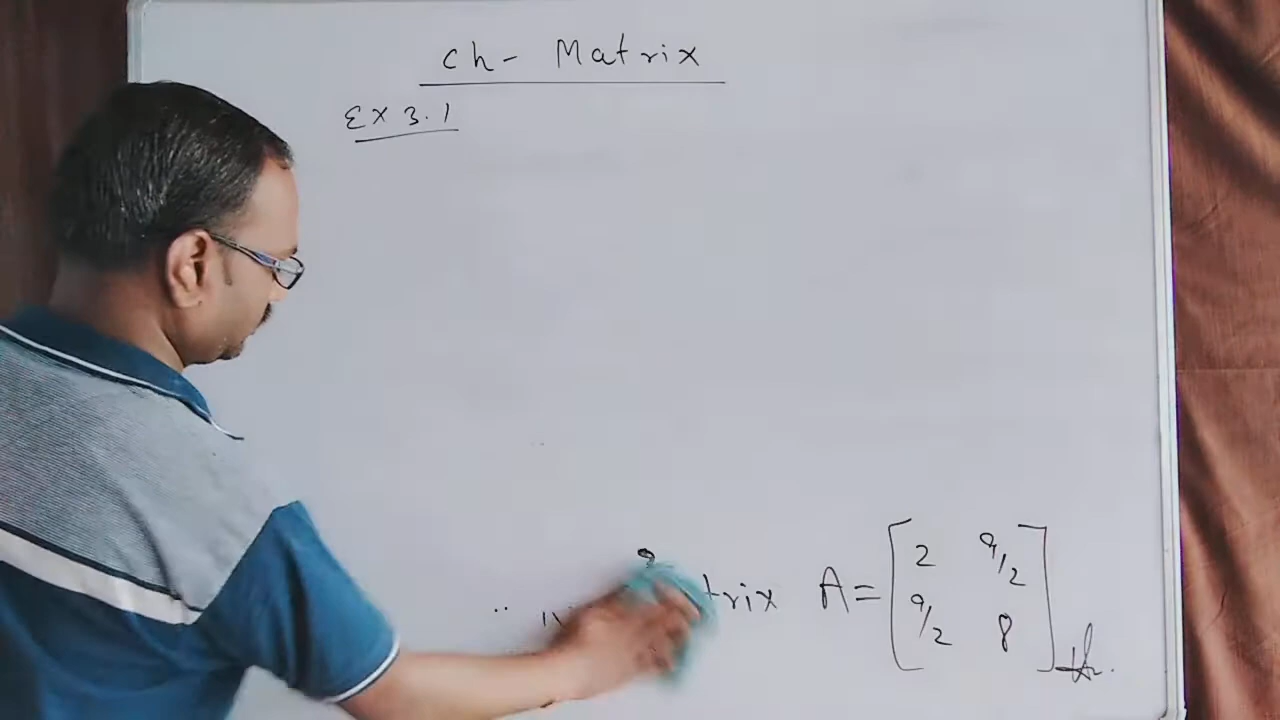 Ch- Matrix
Ex 3.1
trix A = [ 2 9/2
9/2 8 ]